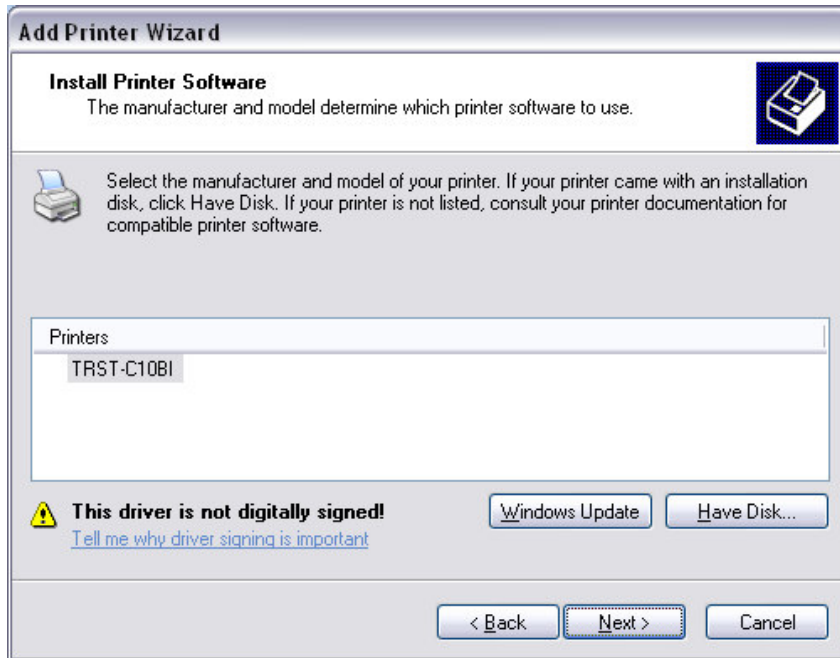 Add Printer Wizard
Install Printer Software
The manufacturer and model determine which printer software to use.
Select the manufacturer and model of your printer. If your printer came with an installation
disk, click Have Disk. If your printer is not listed, consult your printer documentation for
compatible printer software.
Printers
TRST-C10BI
This driver is not digitally signed!
Tell me why driver signing is important
Windows Update
Have Disk...
< Back
Next >
Cancel